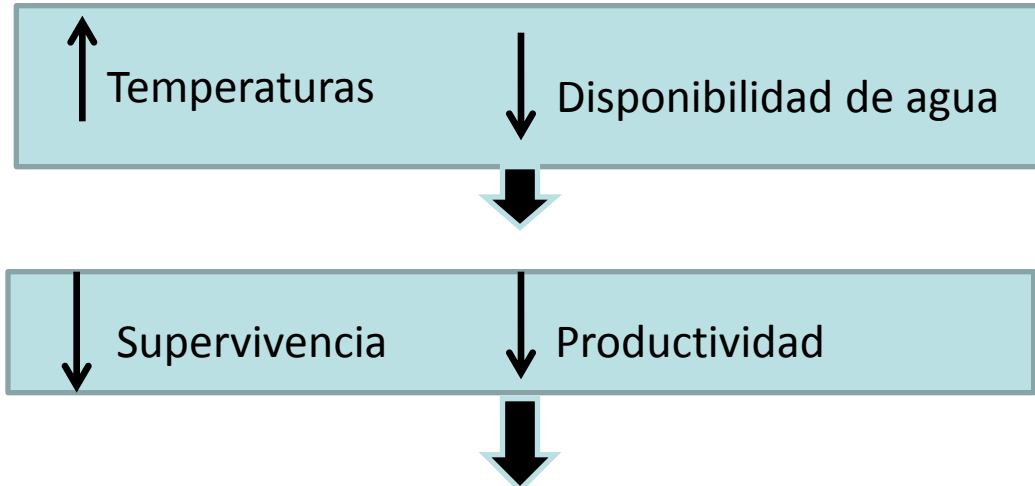 Temperaturas
Disponibilidad de agua
Supervivencia
Productividad